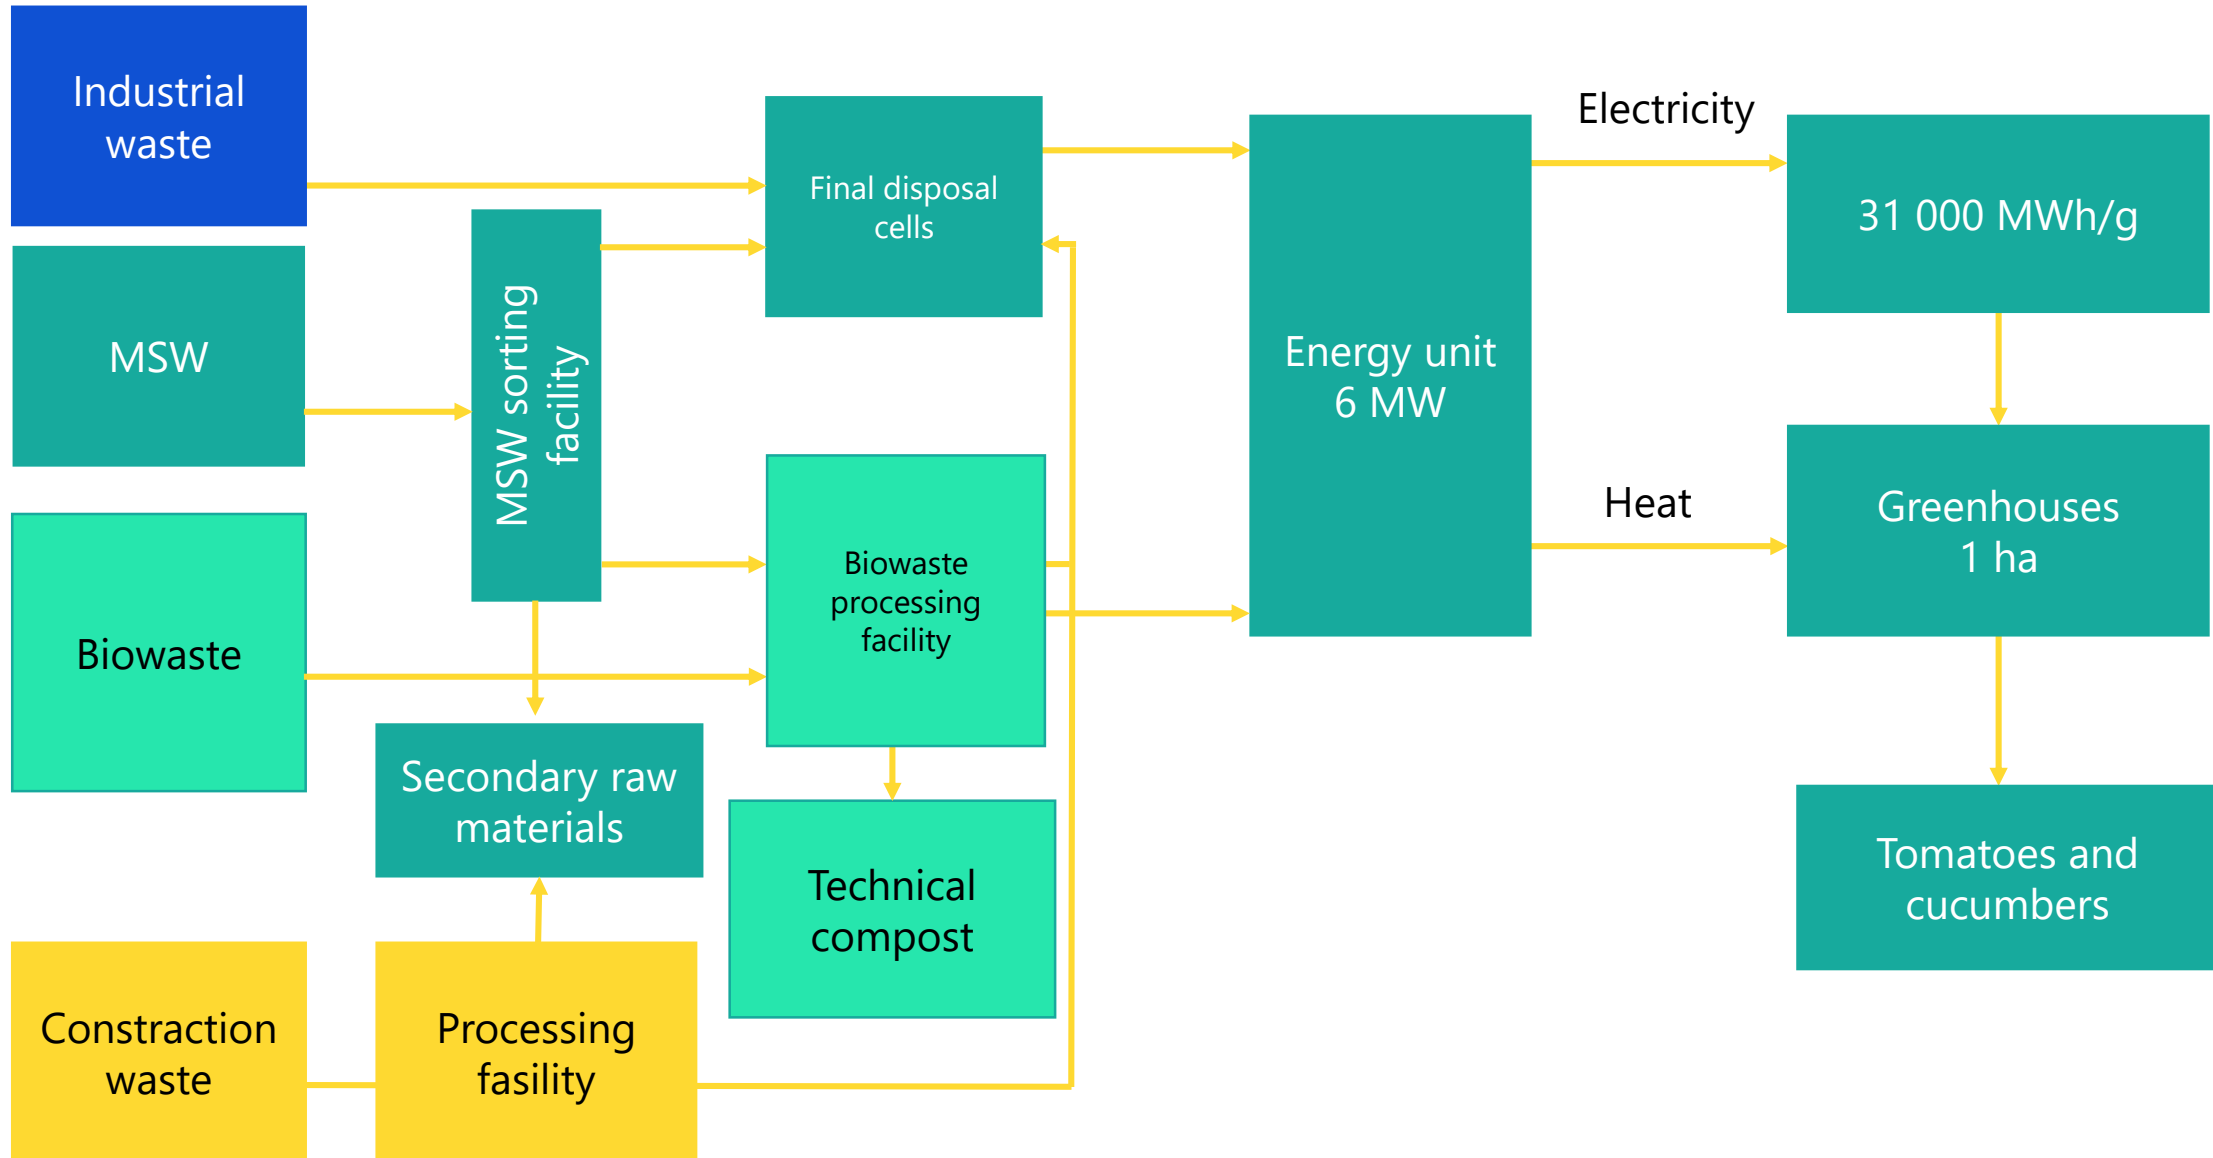 Industrial
waste
MSW
Biowaste
Constraction
waste
MSW sorting
facility
Secondary raw
materials
Processing
fasility
Final disposal
cells
Biowaste
processing
facility
Technical
compost
Energy unit
6 MW
Electricity
Heat
31 000 MWh/g
Greenhouses
1 ha
Tomatoes and
cucumbers